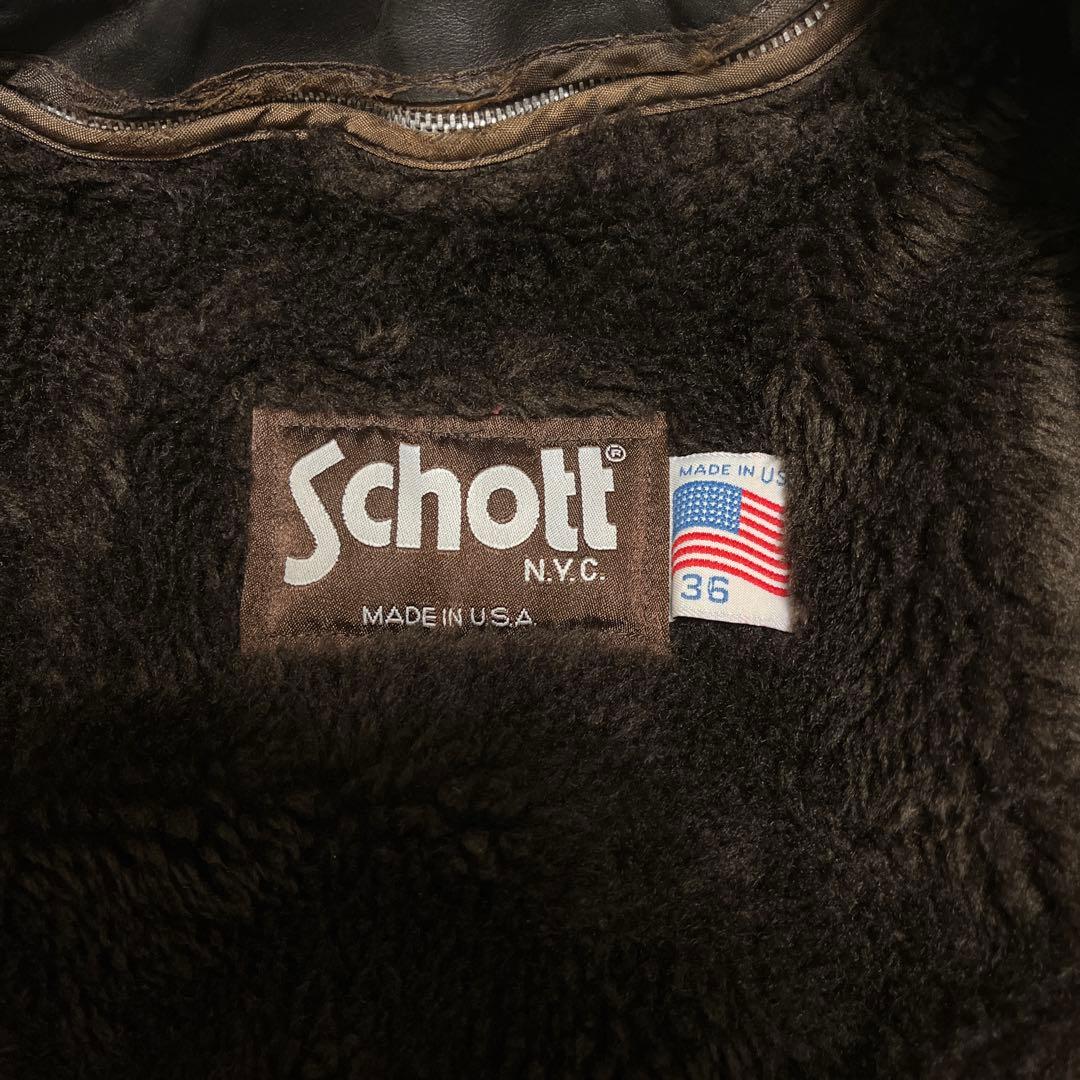 Schott®
N.Y.C.
MADE IN U.S.A.
MADE IN US
36